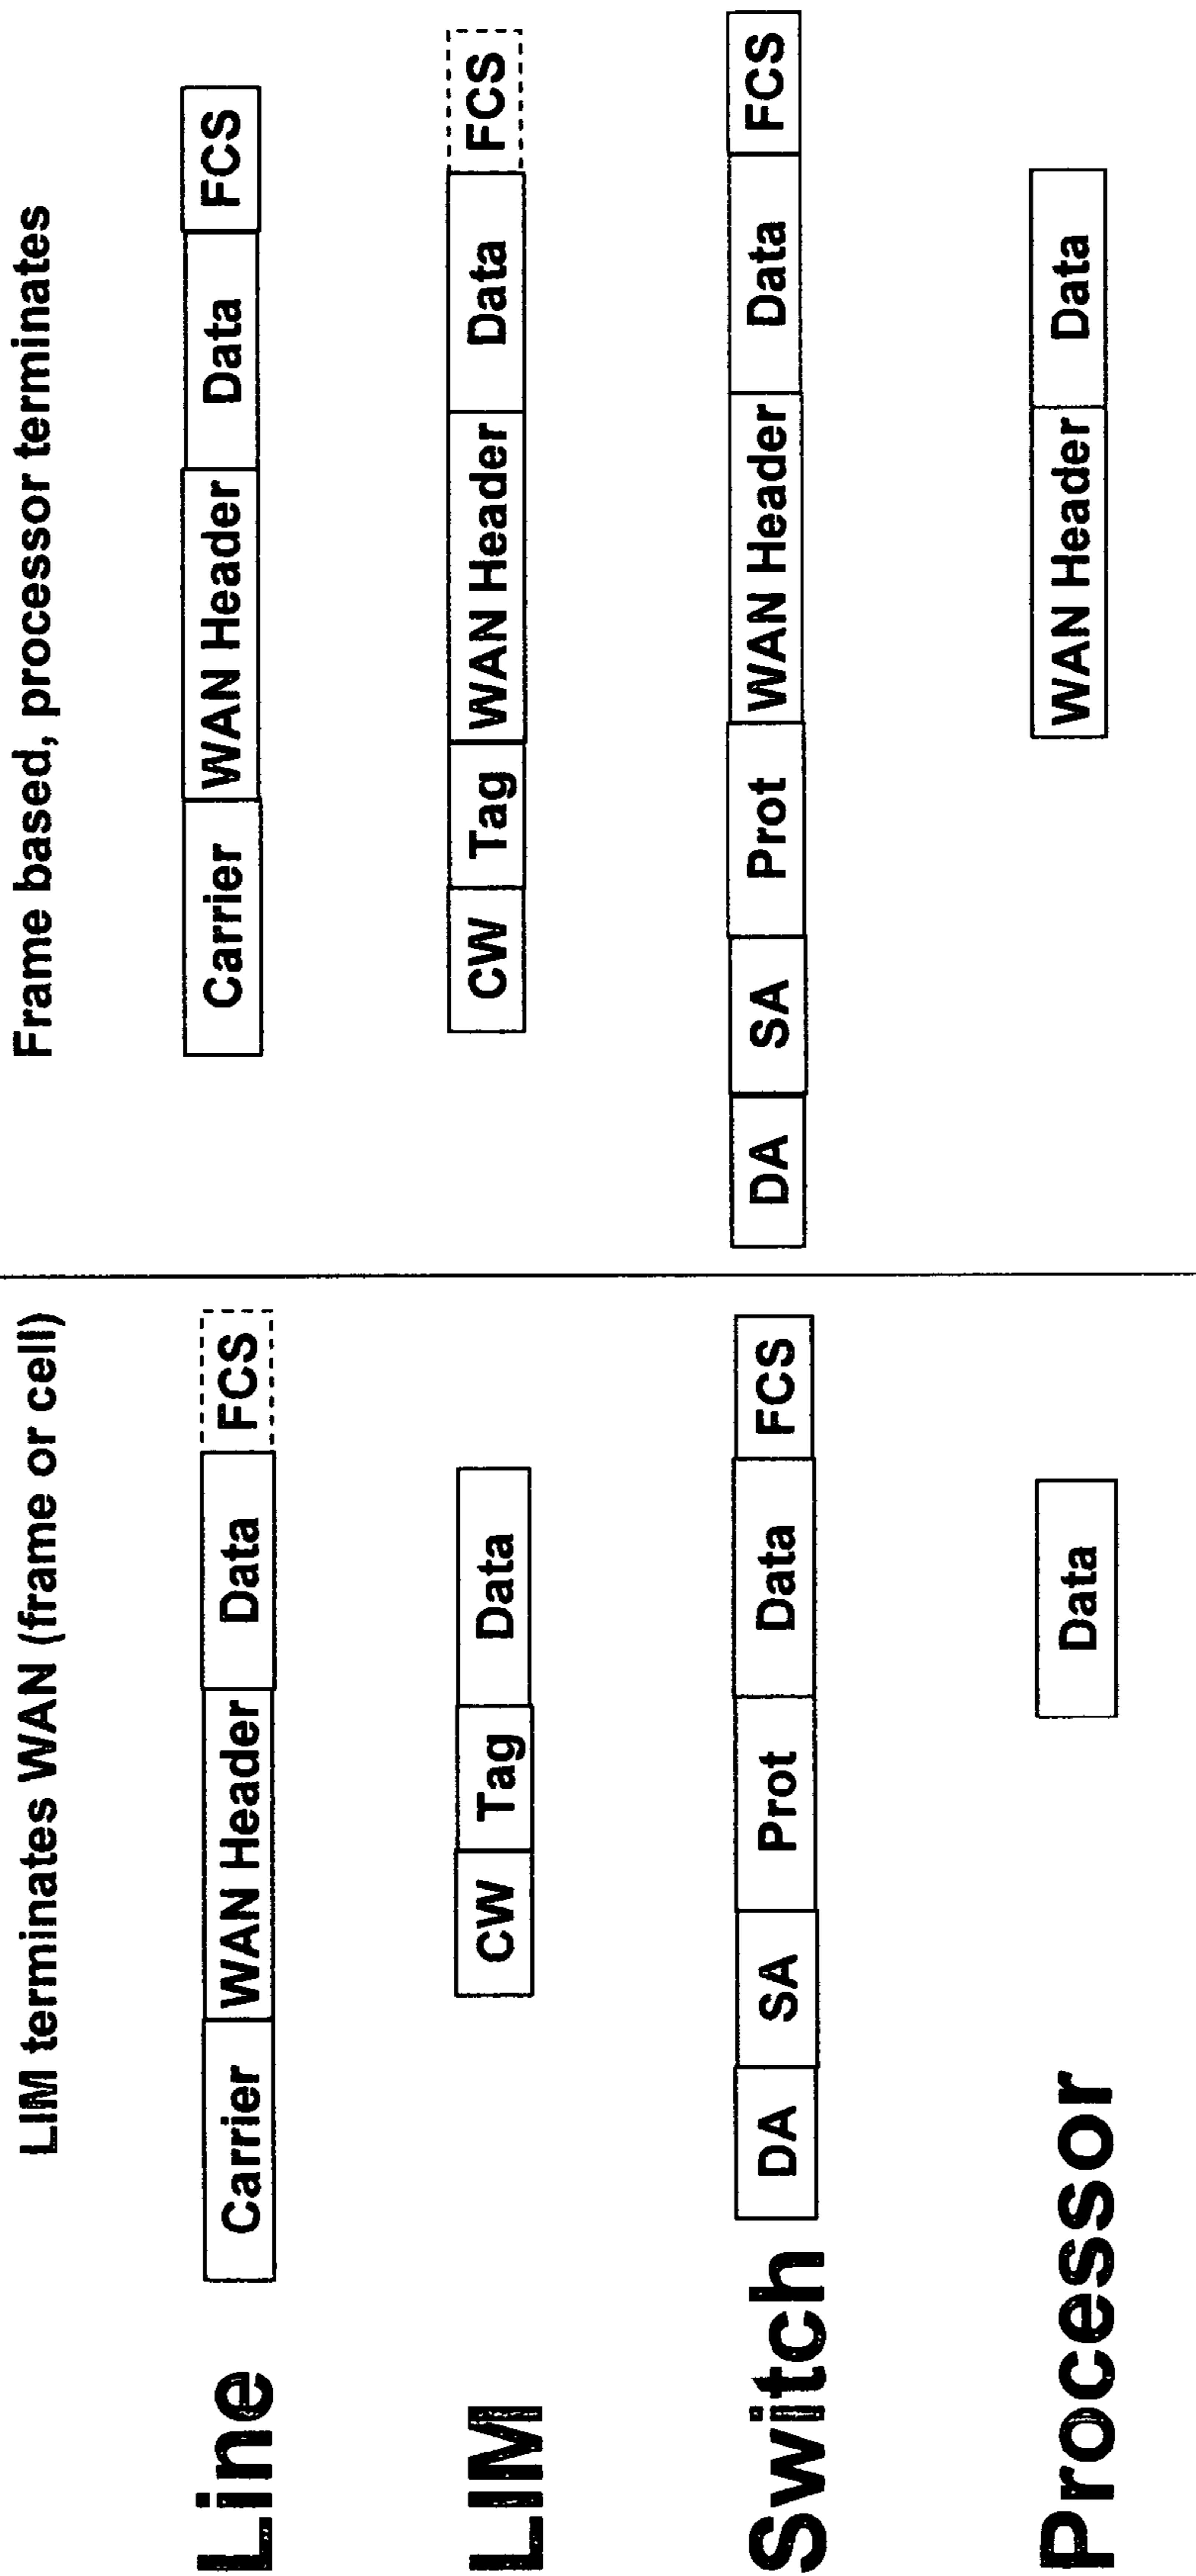 LIM terminates WAN (frame or cell) Frame based, processor terminates
Line Carrier WAN Header Data FCS Carrier WAN Header Data FCS
LIM CW Tag Data CW Tag WAN Header Data FCS
Switch DA SA Prot Data FCS DA SA Prot WAN Header Data FCS
Processor Data WAN Header Data